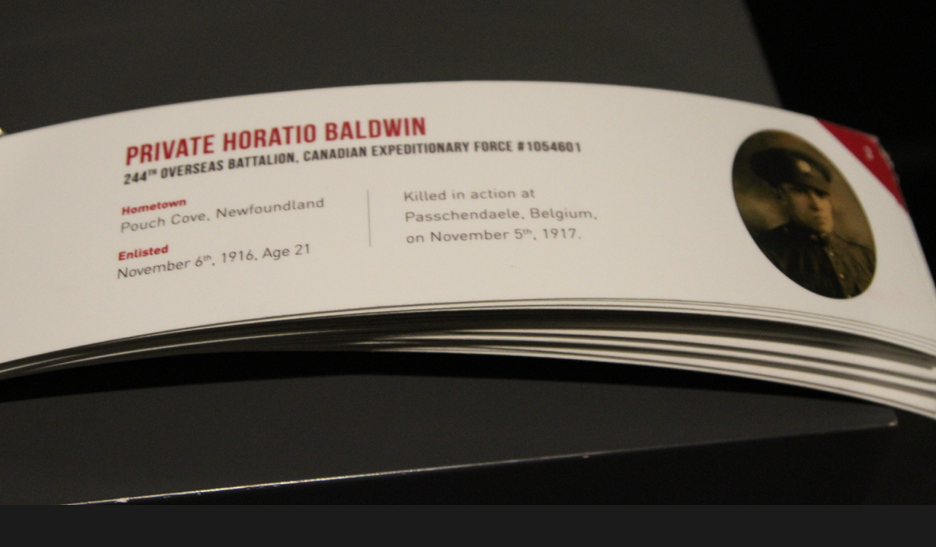 PRIVATE HORATIO BALDWIN
244TH OVERSEAS BATTALION, CANADIAN EXPEDITIONARY FORCE #1054601
Hometown
Pouch Cove, Newfoundland
Enlisted
November 6th, 1916, Age 21
Killed in action at
Passchendaele, Belgium,
on November 5th, 1917.